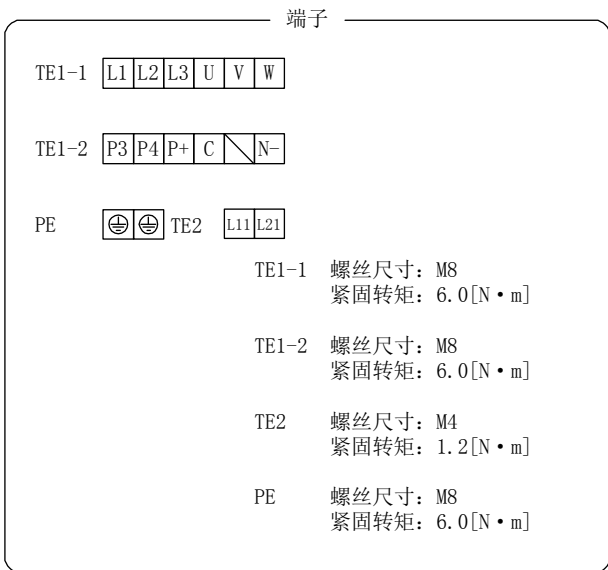 端子
TE1-1 L1 L2 L3 U V W
TE1-2 P3 P4 P+ C N-
PE TE2 L11 L21
TE1-1 螺丝尺寸：M8
紧固转矩：6.0[N·m]
TE1-2 螺丝尺寸：M8
紧固转矩：6.0[N·m]
TE2 螺丝尺寸：M4
紧固转矩：1.2[N·m]
PE 螺丝尺寸：M8
紧固转矩：6.0[N·m]